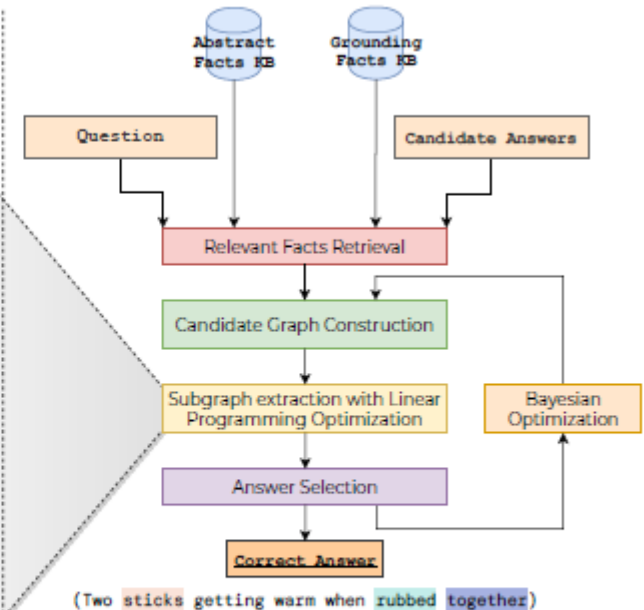 Abstract
Facts KB
Grounding
Facts KB
Question
Candidate Answers
Relevant Facts Retrieval
Candidate Graph Construction
Subgraph extraction with Linear
Programming Optimization
Bayesian
Optimization
Answer Selection
Correct Answer
(Two sticks getting warm when rubbed together)